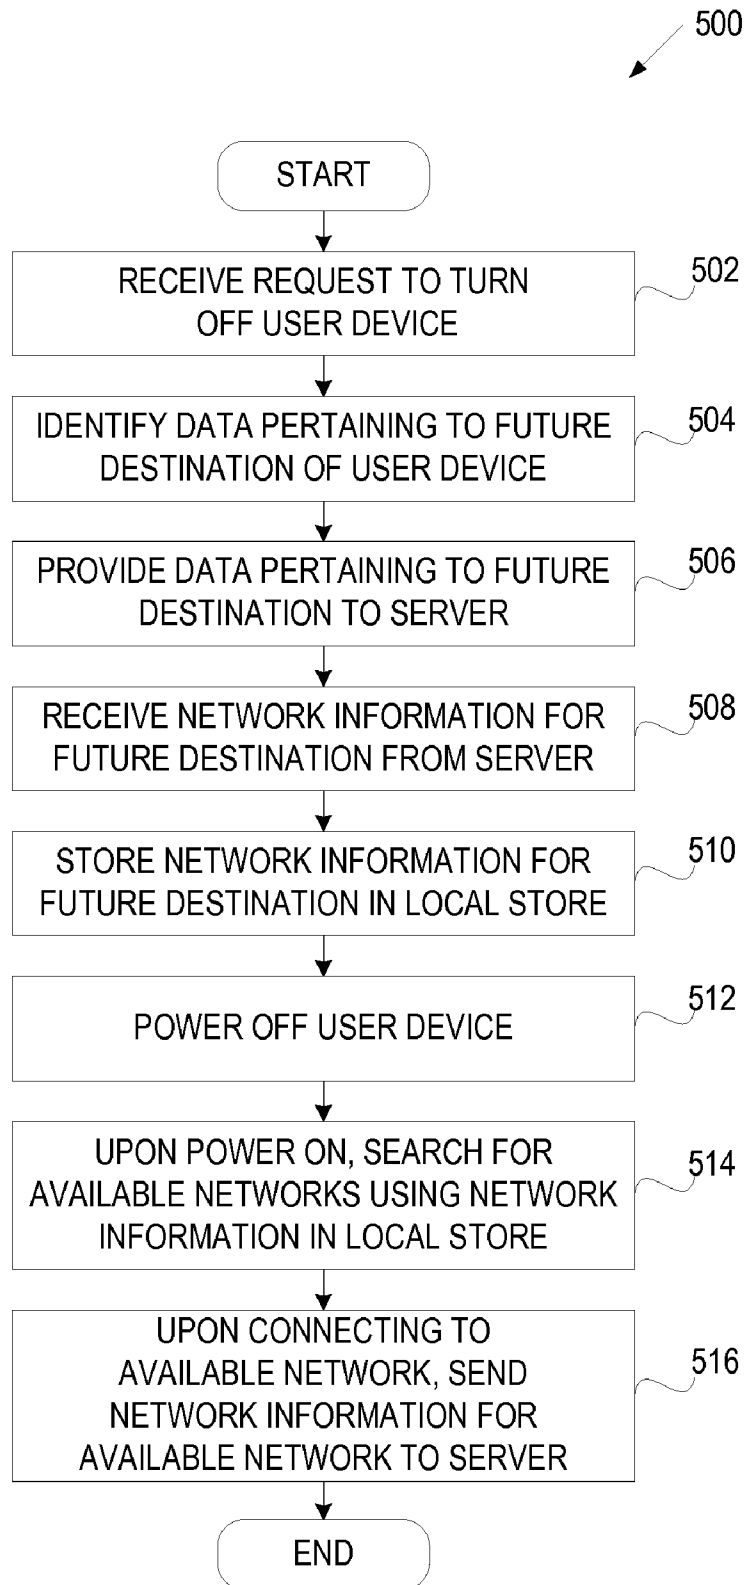 500
START
RECEIVE REQUEST TO TURN
OFF USER DEVICE
502
IDENTIFY DATA PERTAINING TO FUTURE
DESTINATION OF USER DEVICE
504
PROVIDE DATA PERTAINING TO FUTURE
DESTINATION TO SERVER
506
RECEIVE NETWORK INFORMATION FOR
FUTURE DESTINATION FROM SERVER
508
STORE NETWORK INFORMATION FOR
FUTURE DESTINATION IN LOCAL STORE
510
POWER OFF USER DEVICE
512
UPON POWER ON, SEARCH FOR
AVAILABLE NETWORKS USING NETWORK
INFORMATION IN LOCAL STORE
514
UPON CONNECTING TO
AVAILABLE NETWORK, SEND
NETWORK INFORMATION FOR
AVAILABLE NETWORK TO SERVER
516
END